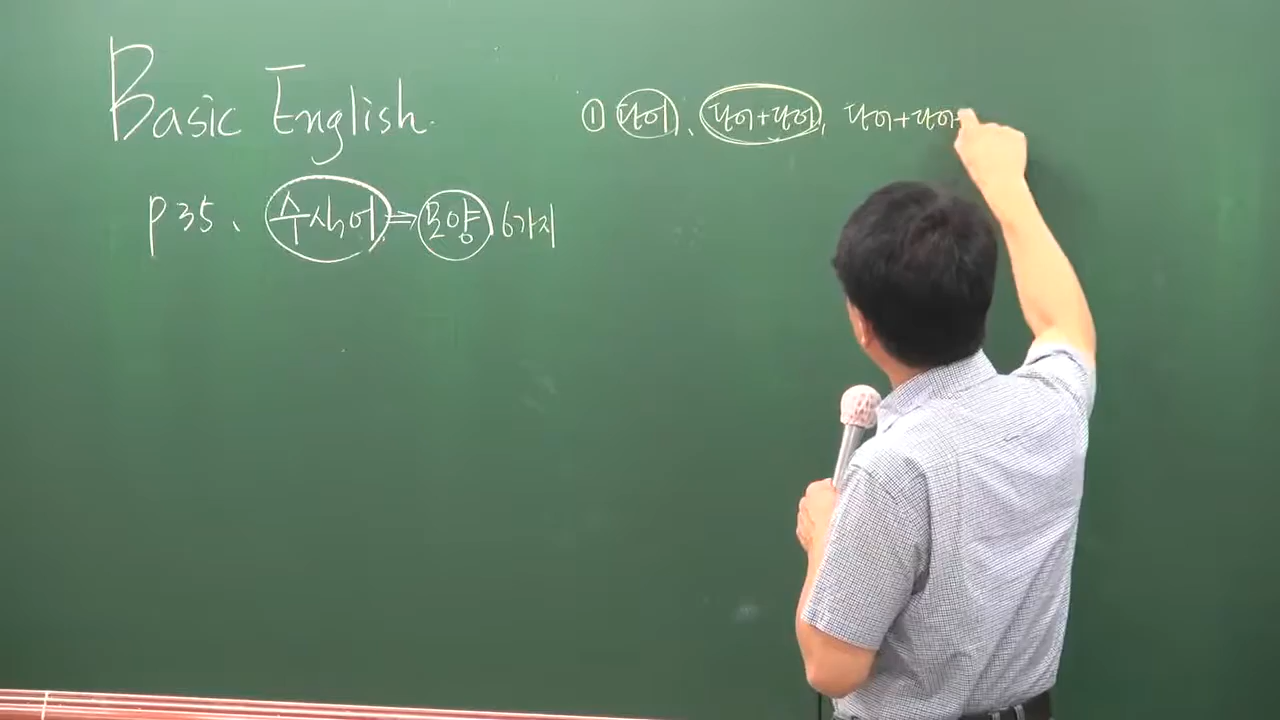 Basic English.
p35、 수식어 ⇒ 모양 6가지
① 단어、 단어+단어, 단어+단어+